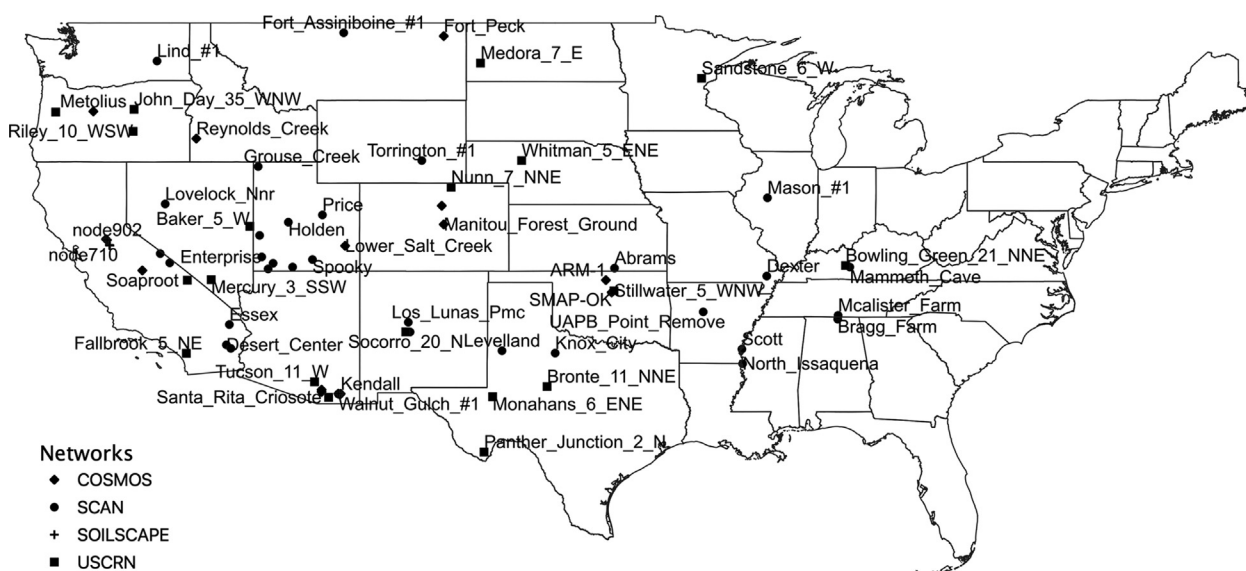 Fort_Assiniboine_#1
Fort_Peck
Lind_#1
Medora_7_E
Sandstone_6_W
Metolius
John_Day_35_WNW
Riley_10_WSW
Reynolds_Creek
Grouse_Creek
Torrington_#1
Whitman_5_ENE
Nunn_7_NNE
Lovelock_Nnr
Mason_#1
Price
Baker_5_W
Holden
Manitou_Forest_Ground
node902
node710
Lower_Salt_Creek
Enterprise
Spooky
Abrams
ARM-1
Bowling_Green_21_NNE
Dexter
Mammoth_Cave
Soaproot
Mercury_3_SSW
Stillwater_5_WNW
SMAP-OK
Essex
Los_Lunas_Pmc
UAPB_Point_Remove
Mcalister_Farm
Bragg_Farm
Fallbrook_5_NE
Desert_Center
Socorro_20_N
Levelland
Knox_City
Scott
North_Issaquena
Tucson_11_W
Kendall
Bronte_11_NNE
Santa_Rita_Criosote
Walnut_Gulch_#1
Monahans_6_ENE
Panther_Junction_2_N
Networks
COSMOS
SCAN
SOILSCAPE
USCRN